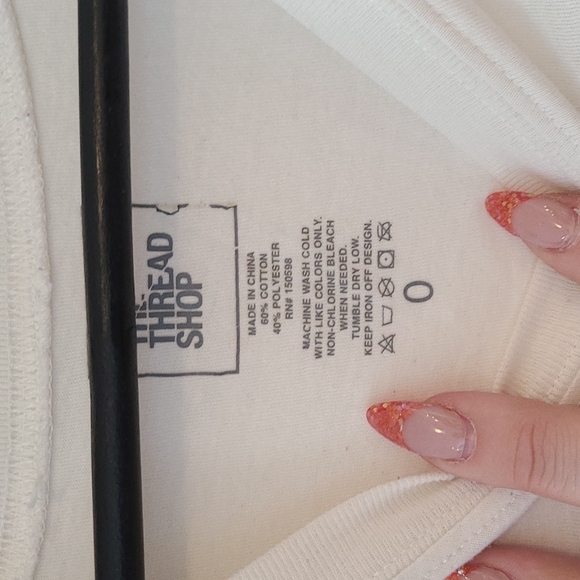 THE
THREAD
SHOP
MADE IN CHINA
60% COTTON
40% POLYESTER
RN# 150598
MACHINE WASH COLD
WITH LIKE COLORS ONLY.
NON-CHLORINE BLEACH
WHEN NEEDED.
TUMBLE DRY LOW.
KEEP IRON OFF DESIGN.
0